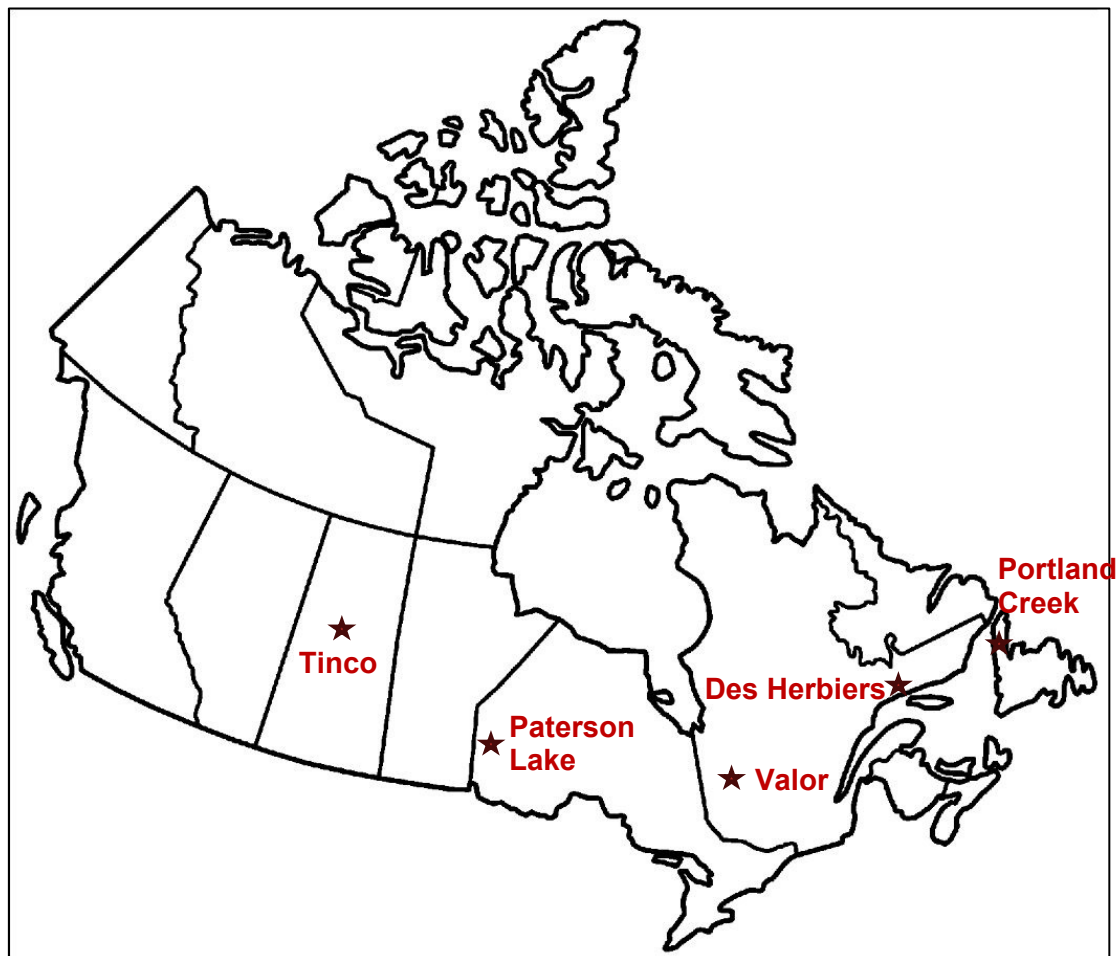 Portland
Creek
Tinco
Des Herbiers
Paterson
Lake
Valor